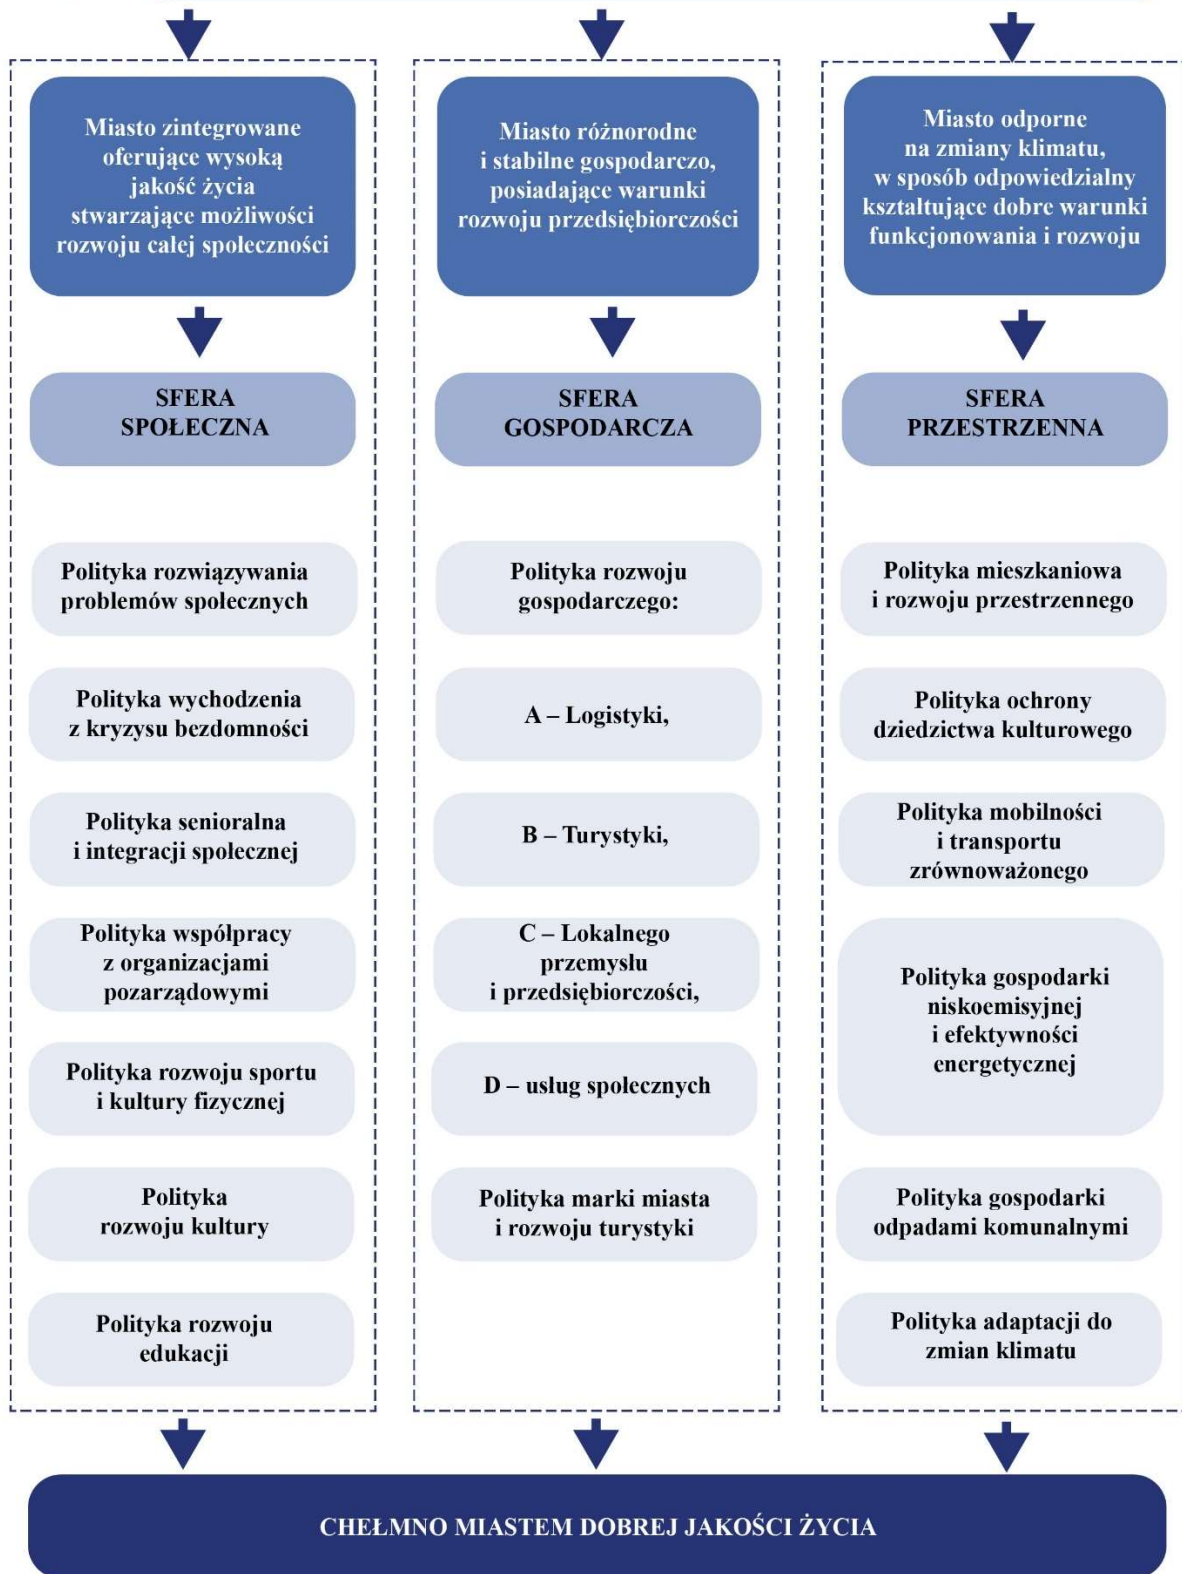 Miasto zintegrowane
oferujące wysoką
jakość życia
stwarzające możliwości
rozwoju całej społeczności
SFERA
SPOŁECZNA
Polityka rozwiązywania
problemów społecznych
Polityka wychodzenia
z kryzysu bezdomności
Polityka senioralna
i integracji społecznej
Polityka współpracy
z organizacjami
pozarządowymi
Polityka rozwoju sportu
i kultury fizycznej
Polityka
rozwoju kultury
Polityka rozwoju
edukacji
Miasto różnorodne
i stabilne gospodarczo,
posiadające warunki
rozwoju przedsiębiorczości
SFERA
GOSPODARCZA
Polityka rozwoju
gospodarczego:
A – Logistyki,
B – Turystyki,
C – Lokalnego
przemysłu
i przedsiębiorczości,
D – usług społecznych
Polityka marki miasta
i rozwoju turystyki
Miasto odporne
na zmiany klimatu,
w sposób odpowiedzialny
kształtujące dobre warunki
funkcjonowania i rozwoju
SFERA
PRZESTRZENNA
Polityka mieszkaniowa
i rozwoju przestrzennego
Polityka ochrony
dziedzictwa kulturowego
Polityka mobilności
i transportu
zrównoważonego
Polityka gospodarki
niskoemisyjnej
i efektywności
energetycznej
Polityka gospodarki
odpadami komunalnymi
Polityka adaptacji do
zmian klimatu
CHEŁMNO MIASTEM DOBREJ JAKOŚCI ŻYCIA